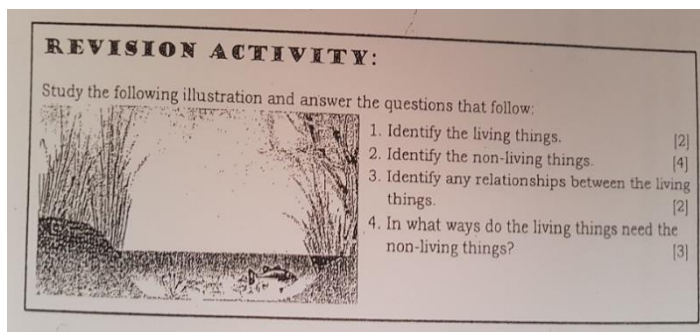 REVISION ACTIVITY:
Study the following illustration and answer the questions that follow:
1. Identify the living things. [2]
2. Identify the non-living things. [4]
3. Identify any relationships between the living
things. [2]
4. In what ways do the living things need the
non-living things? [3]